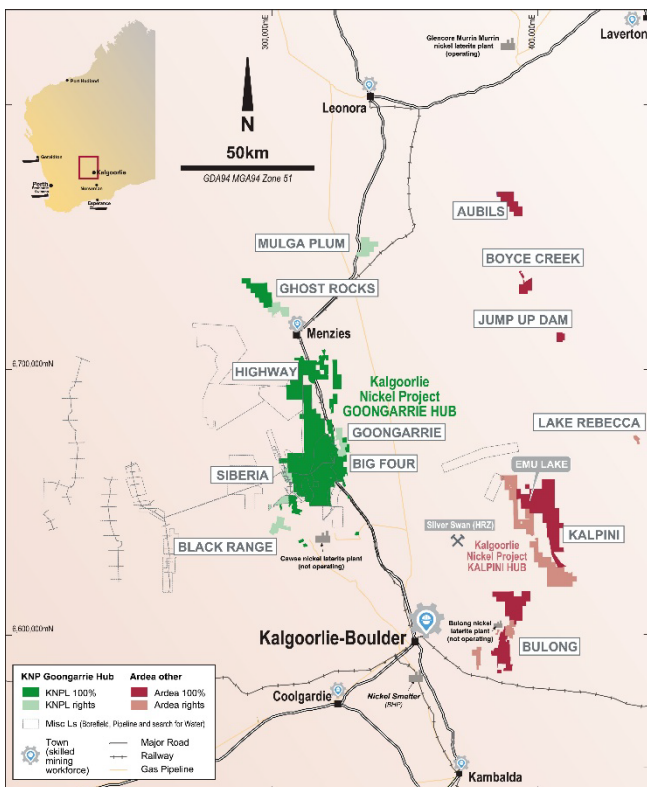 300,000mE
400,000mE
Glencore Murrin Murrin
nickel laterite plant
(operating)
Laverton
Port Hedland
Geraldton
Kalgoorlie
Perth
Norseman
Esperance
N
50km
GDA94 MGA94 Zone 51
Leonora
AUBILS
MULGA PLUM
BOYCE CREEK
GHOST ROCKS
JUMP UP DAM
Menzies
6,700,000mN
HIGHWAY
Kalgoorlie
Nickel Project
GOONGARRIE HUB
GOONGARRIE
LAKE REBECCA
BIG FOUR
EMU LAKE
SIBERIA
Silver Swan (HRZ)
KALPINI
BLACK RANGE
Cawse nickel laterite plant
(not operating)
Kalgoorlie
Nickel Project
KALPINI HUB
6,600,000mN
Kalgoorlie-Boulder
Bulong nickel
laterite plant
(not operating)
BULONG
Nickel Smelter
(BHP)
Coolgardie
Kambalda
KNP Goongarrie Hub
Ardea other
KNPL 100%
Ardea 100%
KNPL rights
Ardea rights
Misc Ls (Borefield, Pipeline and search for Water)
Town
(skilled
mining
workforce)
Major Road
Railway
Gas Pipeline